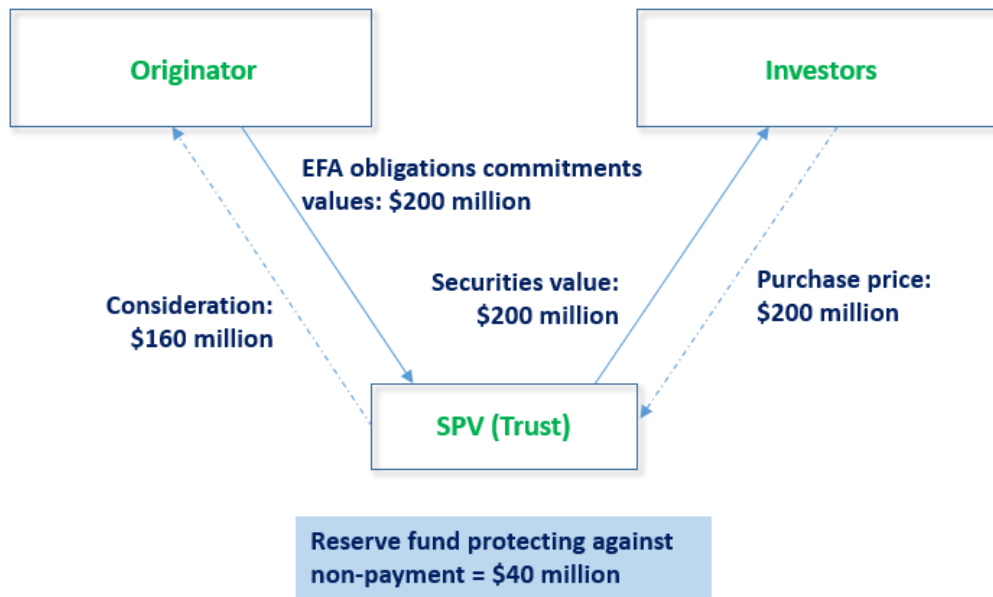 Originator
Investors
EFA obligations commitments
values: $200 million
Consideration:
$160 million
Securities value:
$200 million
Purchase price:
$200 million
SPV (Trust)
Reserve fund protecting against
non-payment = $40 million